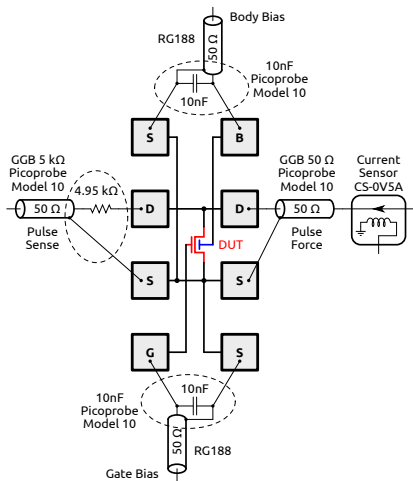 Body Bias
RG188
50 Ω
10nF
Picoprobe
Model 10
10nF
S
B
GGB 5 kΩ
Picoprobe
Model 10
4.95 kΩ
50 Ω
Pulse
Sense
D
D
GGB 50 Ω
Picoprobe
Model 10
50 Ω
Pulse
Force
Current
Sensor
CS-0V5A
DUT
S
S
G
S
10nF
Picoprobe
Model 10
10nF
50 Ω
RG188
Gate Bias